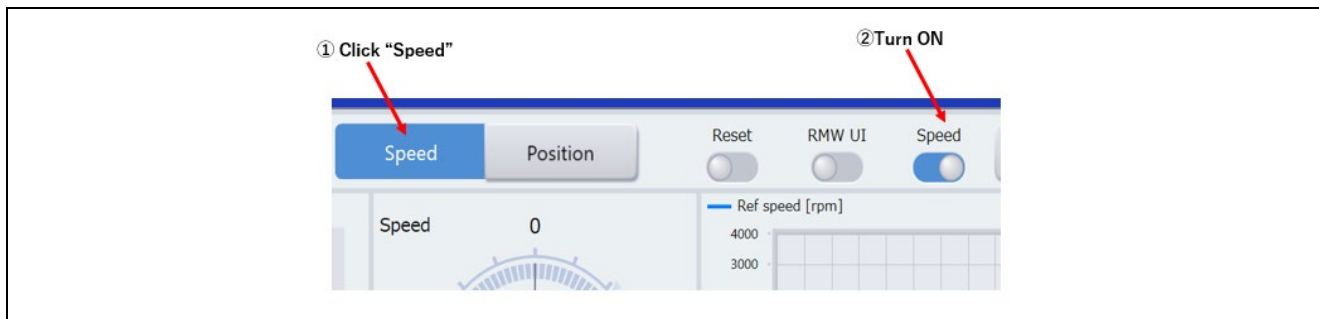 ① Click “Speed”
②Turn ON
Speed
Position
Reset
RMW UI
Speed
Speed
0
Ref speed [rpm]
4000
3000